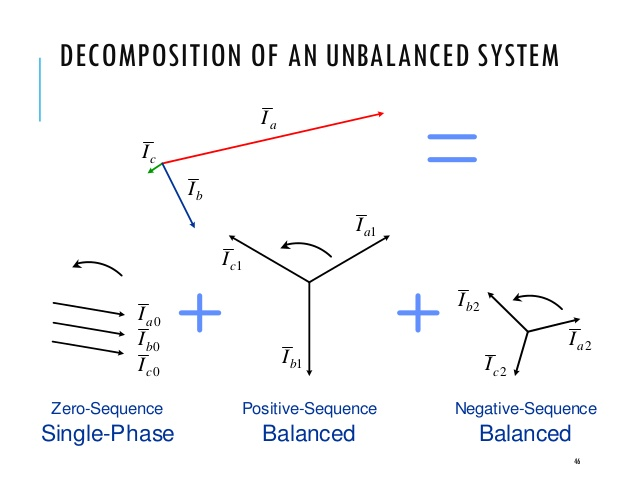 DECOMPOSITION OF AN UNBALANCED SYSTEM
I̅a
I̅c
=
I̅b
I̅a1
I̅c1
I̅b2
I̅a0
+
+
I̅b0
I̅a2
I̅b1
I̅c0
I̅c2
Zero-Sequence
Single-Phase
Positive-Sequence
Balanced
Negative-Sequence
Balanced
46